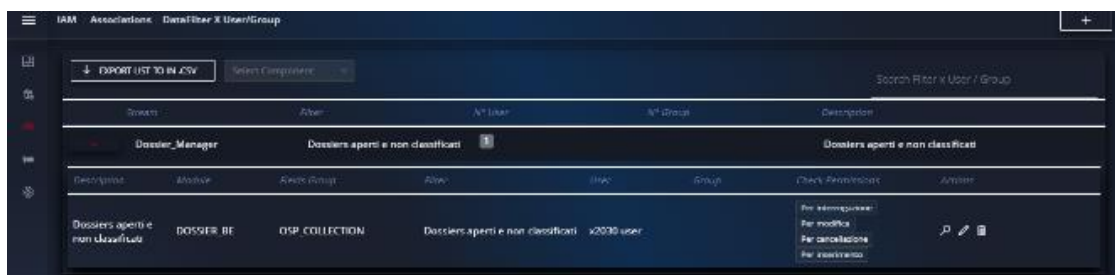 IAM Associations DataFilter X User/Group
+
EXPORT LIST TO IN .CSV Select Component
Search Filter x User / Group
Stream Filter N° User N° Group Description
Dossier_Manager Dossiers aperti e non classificati 1 Dossiers aperti e non classificati
Description Module Fields Group Filter User Group Check Permissions Actions
Dossiers aperti e non classificati DOSSIER_BE OSP_COLLECTION Dossiers aperti e non classificati x2030 user
Per interrogazione
Per modifica
Per cancellazione
Per inserimento